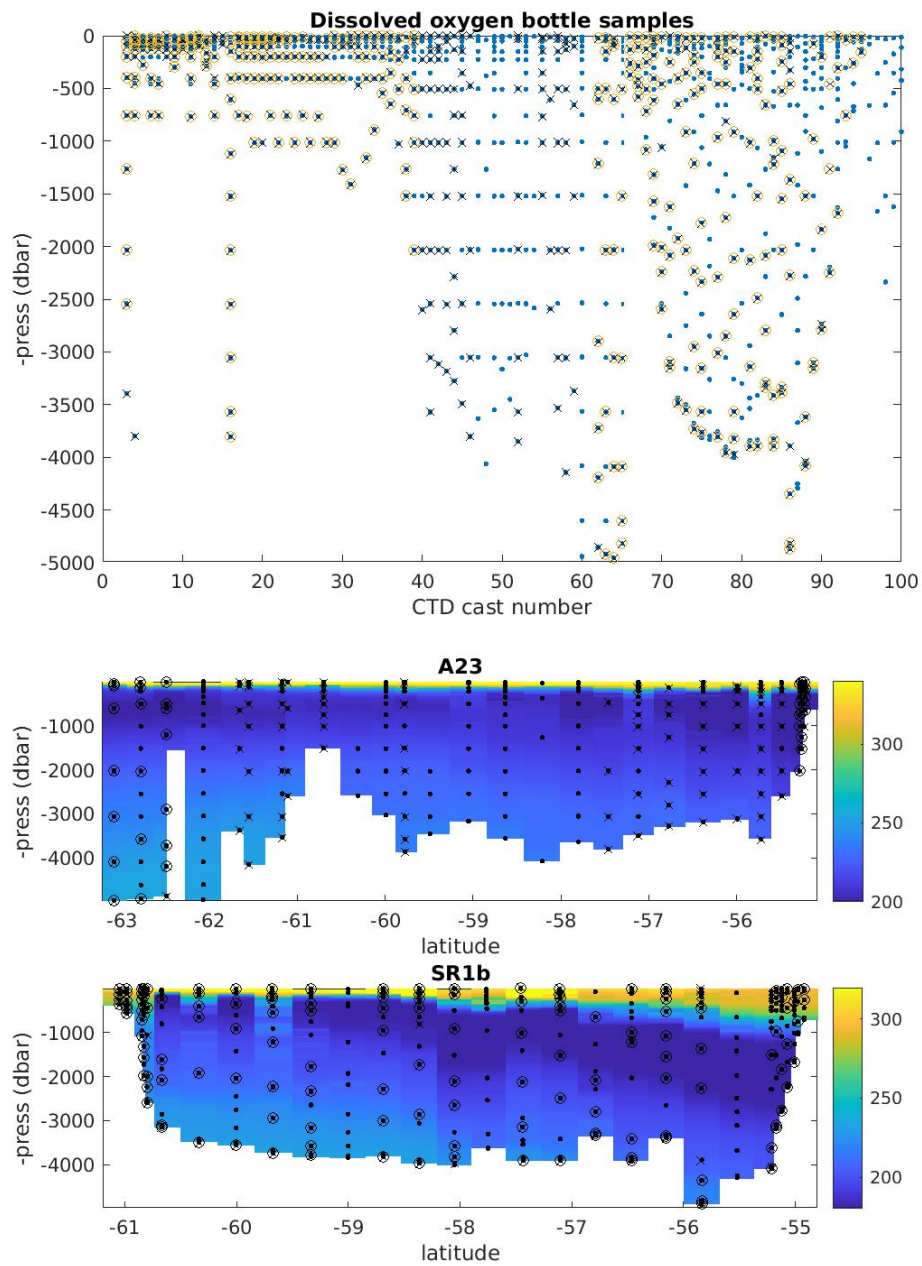 Dissolved oxygen bottle samples
0
-500
-1000
-1500
-2000
-2500
-3000
-3500
-4000
-4500
-5000
-press (dbar)
0 10 20 30 40 50 60 70 80 90 100
CTD cast number
A23
-1000
-2000
-3000
-4000
-press (dbar)
-63 -62 -61 -60 -59 -58 -57 -56
latitude
300
250
200
SR1b
-1000
-2000
-3000
-4000
-press (dbar)
-61 -60 -59 -58 -57 -56 -55
latitude
300
250
200